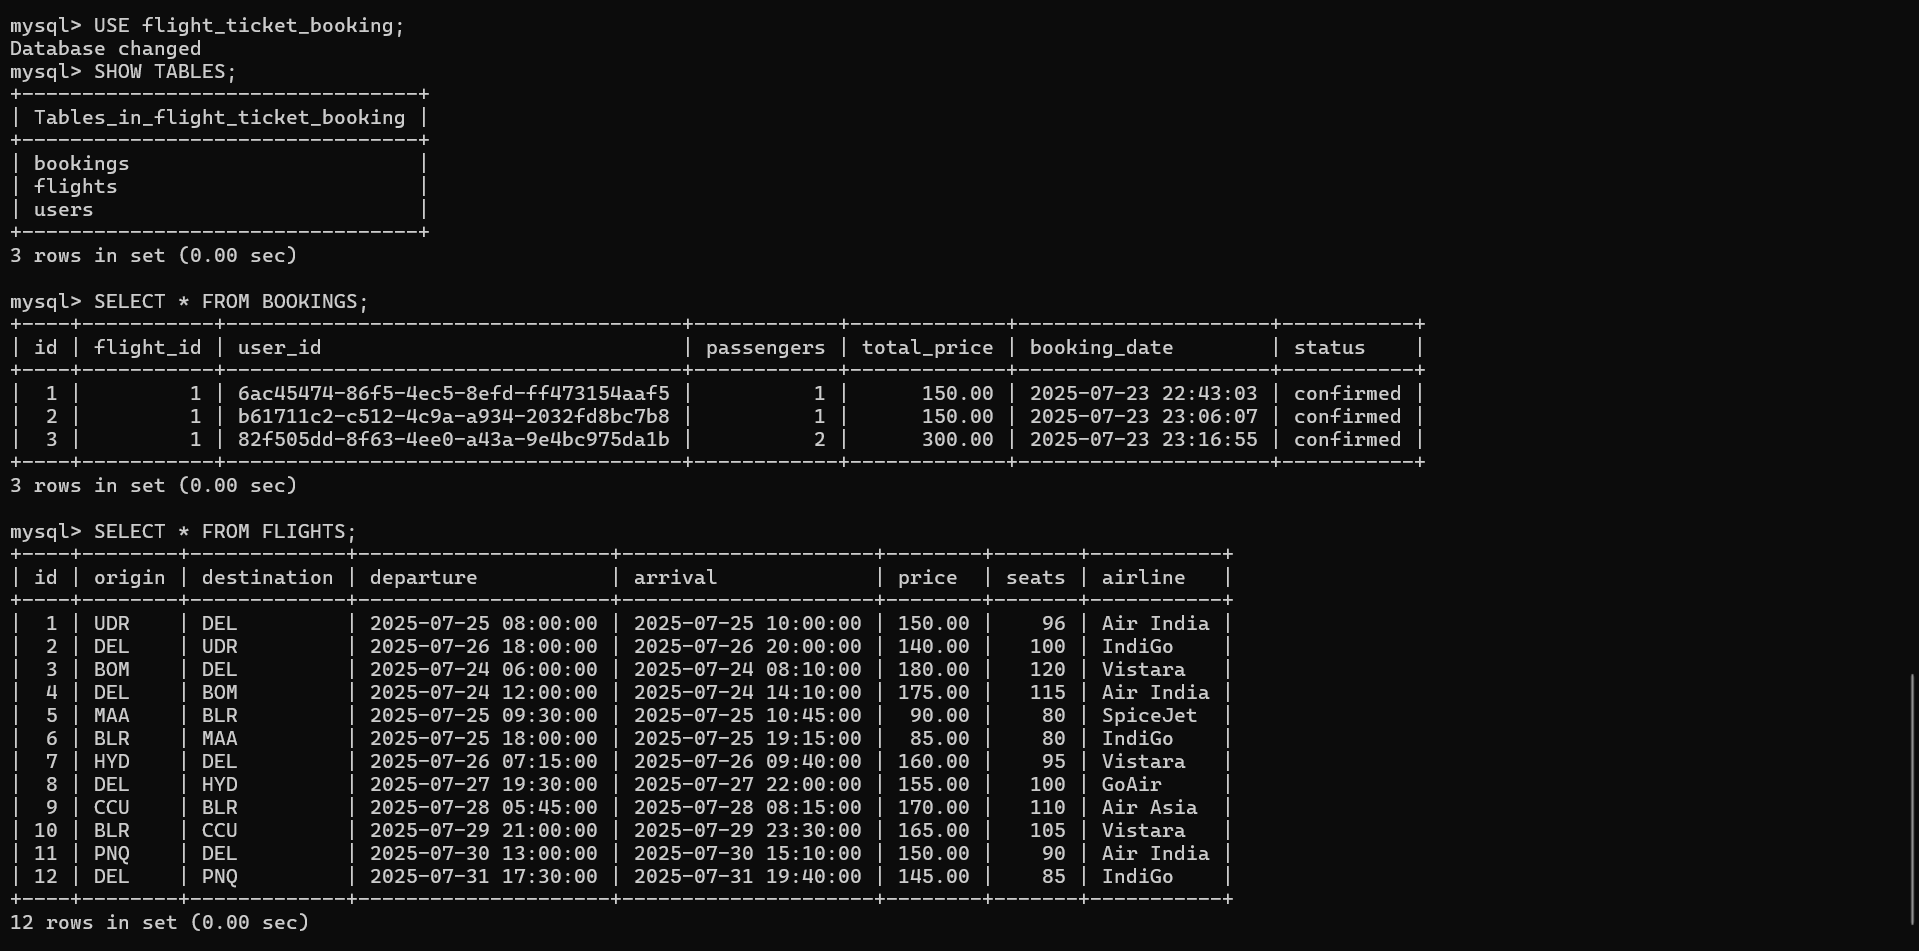 mysql> USE flight_ticket_booking;
Database changed
mysql> SHOW TABLES;
+---------------------------------+
| Tables_in_flight_ticket_booking |
+---------------------------------+
| bookings                        |
| flights                         |
| users                           |
+---------------------------------+
3 rows in set (0.00 sec)

mysql> SELECT * FROM BOOKINGS;
+----+-----------+--------------------------------------+------------+-------------+---------------------+-----------+
| id | flight_id | user_id                              | passengers | total_price | booking_date        | status    |
+----+-----------+--------------------------------------+------------+-------------+---------------------+-----------+
|  1 |         1 | 6ac45474-86f5-4ec5-8efd-ff473154aaf5 |          1 |      150.00 | 2025-07-23 22:43:03 | confirmed |
|  2 |         1 | b61711c2-c512-4c9a-a934-2032fd8bc7b8 |          1 |      150.00 | 2025-07-23 23:06:07 | confirmed |
|  3 |         1 | 82f505dd-8f63-4ee0-a43a-9e4bc975da1b |          2 |      300.00 | 2025-07-23 23:16:55 | confirmed |
+----+-----------+--------------------------------------+------------+-------------+---------------------+-----------+
3 rows in set (0.00 sec)

mysql> SELECT * FROM FLIGHTS;
+----+--------+-------------+---------------------+---------------------+--------+-------+-----------+
| id | origin | destination | departure           | arrival             | price  | seats | airline   |
+----+--------+-------------+---------------------+---------------------+--------+-------+-----------+
|  1 | UDR    | DEL         | 2025-07-25 08:00:00 | 2025-07-25 10:00:00 | 150.00 |    96 | Air India |
|  2 | DEL    | UDR         | 2025-07-26 18:00:00 | 2025-07-26 20:00:00 | 140.00 |   100 | IndiGo    |
|  3 | BOM    | DEL         | 2025-07-24 06:00:00 | 2025-07-24 08:10:00 | 180.00 |   120 | Vistara   |
|  4 | DEL    | BOM         | 2025-07-24 12:00:00 | 2025-07-24 14:10:00 | 175.00 |   115 | Air India |
|  5 | MAA    | BLR         | 2025-07-25 09:30:00 | 2025-07-25 10:45:00 |  90.00 |    80 | SpiceJet  |
|  6 | BLR    | MAA         | 2025-07-25 18:00:00 | 2025-07-25 19:15:00 |  85.00 |    80 | IndiGo    |
|  7 | HYD    | DEL         | 2025-07-26 07:15:00 | 2025-07-26 09:40:00 | 160.00 |    95 | Vistara   |
|  8 | DEL    | HYD         | 2025-07-27 19:30:00 | 2025-07-27 22:00:00 | 155.00 |   100 | GoAir     |
|  9 | CCU    | BLR         | 2025-07-28 05:45:00 | 2025-07-28 08:15:00 | 170.00 |   110 | Air Asia  |
| 10 | BLR    | CCU         | 2025-07-29 21:00:00 | 2025-07-29 23:30:00 | 165.00 |   105 | Vistara   |
| 11 | PNQ    | DEL         | 2025-07-30 13:00:00 | 2025-07-30 15:10:00 | 150.00 |    90 | Air India |
| 12 | DEL    | PNQ         | 2025-07-31 17:30:00 | 2025-07-31 19:40:00 | 145.00 |    85 | IndiGo    |
+----+--------+-------------+---------------------+---------------------+--------+-------+-----------+
12 rows in set (0.00 sec)